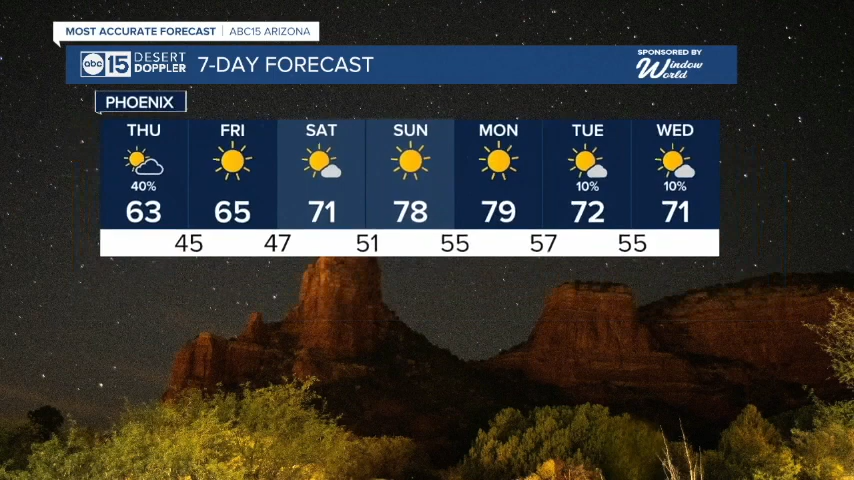 MOST ACCURATE FORECAST | ABC15 ARIZONA
abc 15 DESERT DOPPLER 7-DAY FORECAST
SPONSORED BY
Window World
PHOENIX
THU FRI SAT SUN MON TUE WED
40% 10% 10%
63 65 71 78 79 72 71
45 47 51 55 57 55